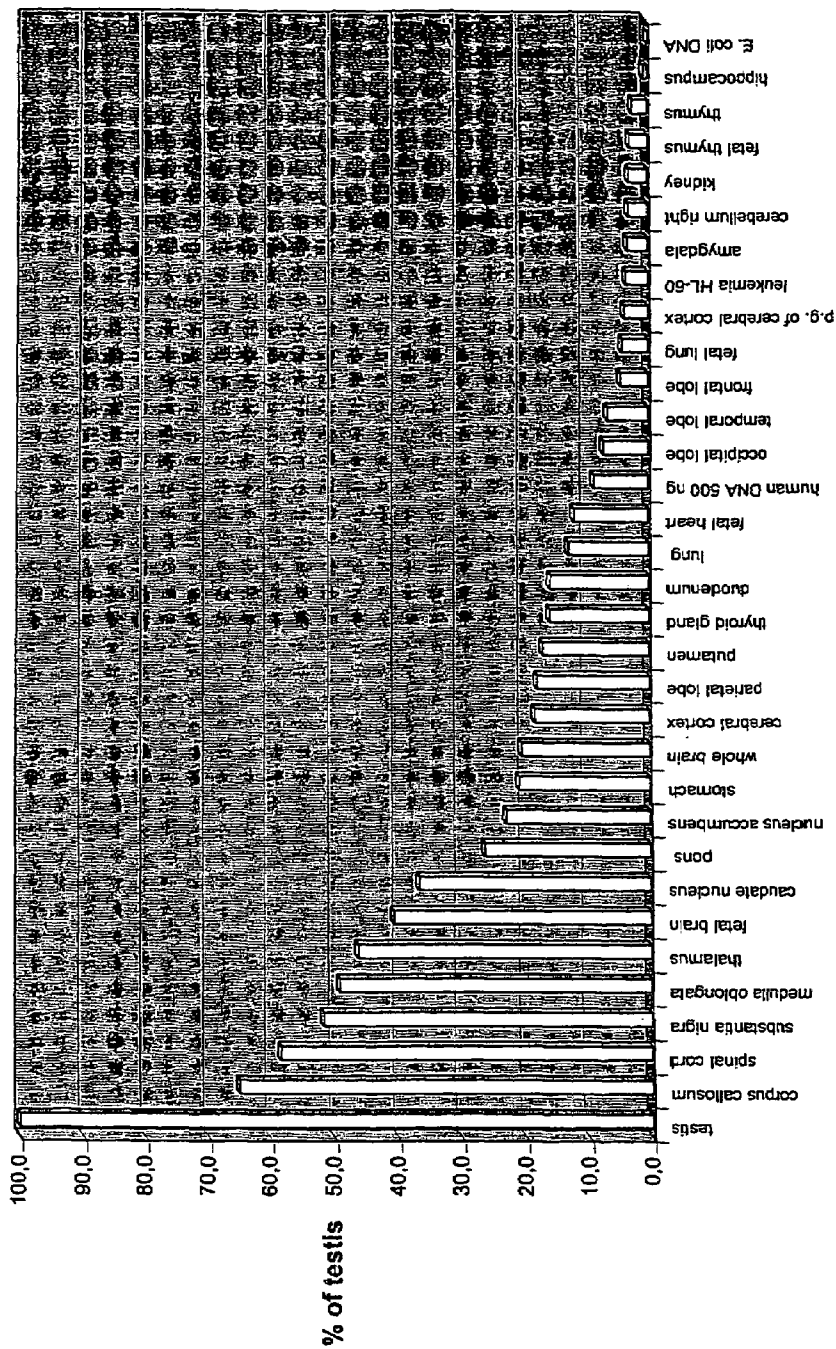 % of testis
100,0
90,0
80,0
70,0
60,0
50,0
40,0
30,0
20,0
10,0
0,0
testis
corpus callosum
spinal cord
substantia nigra
medulla oblongata
thalamus
fetal brain
caudate nucleus
pons
nucleus accumbens
stomach
whole brain
cerebral cortex
parietal lobe
putamen
thyroid gland
duodenum
lung
fetal heart
human DNA 500 ng
occipital lobe
temporal lobe
frontal lobe
fetal lung
p.g. of cerebral cortex
leukemia HL-60
amygdala
cerebellum right
kidney
fetal thymus
thymus
hippocampus
E. coli DNA